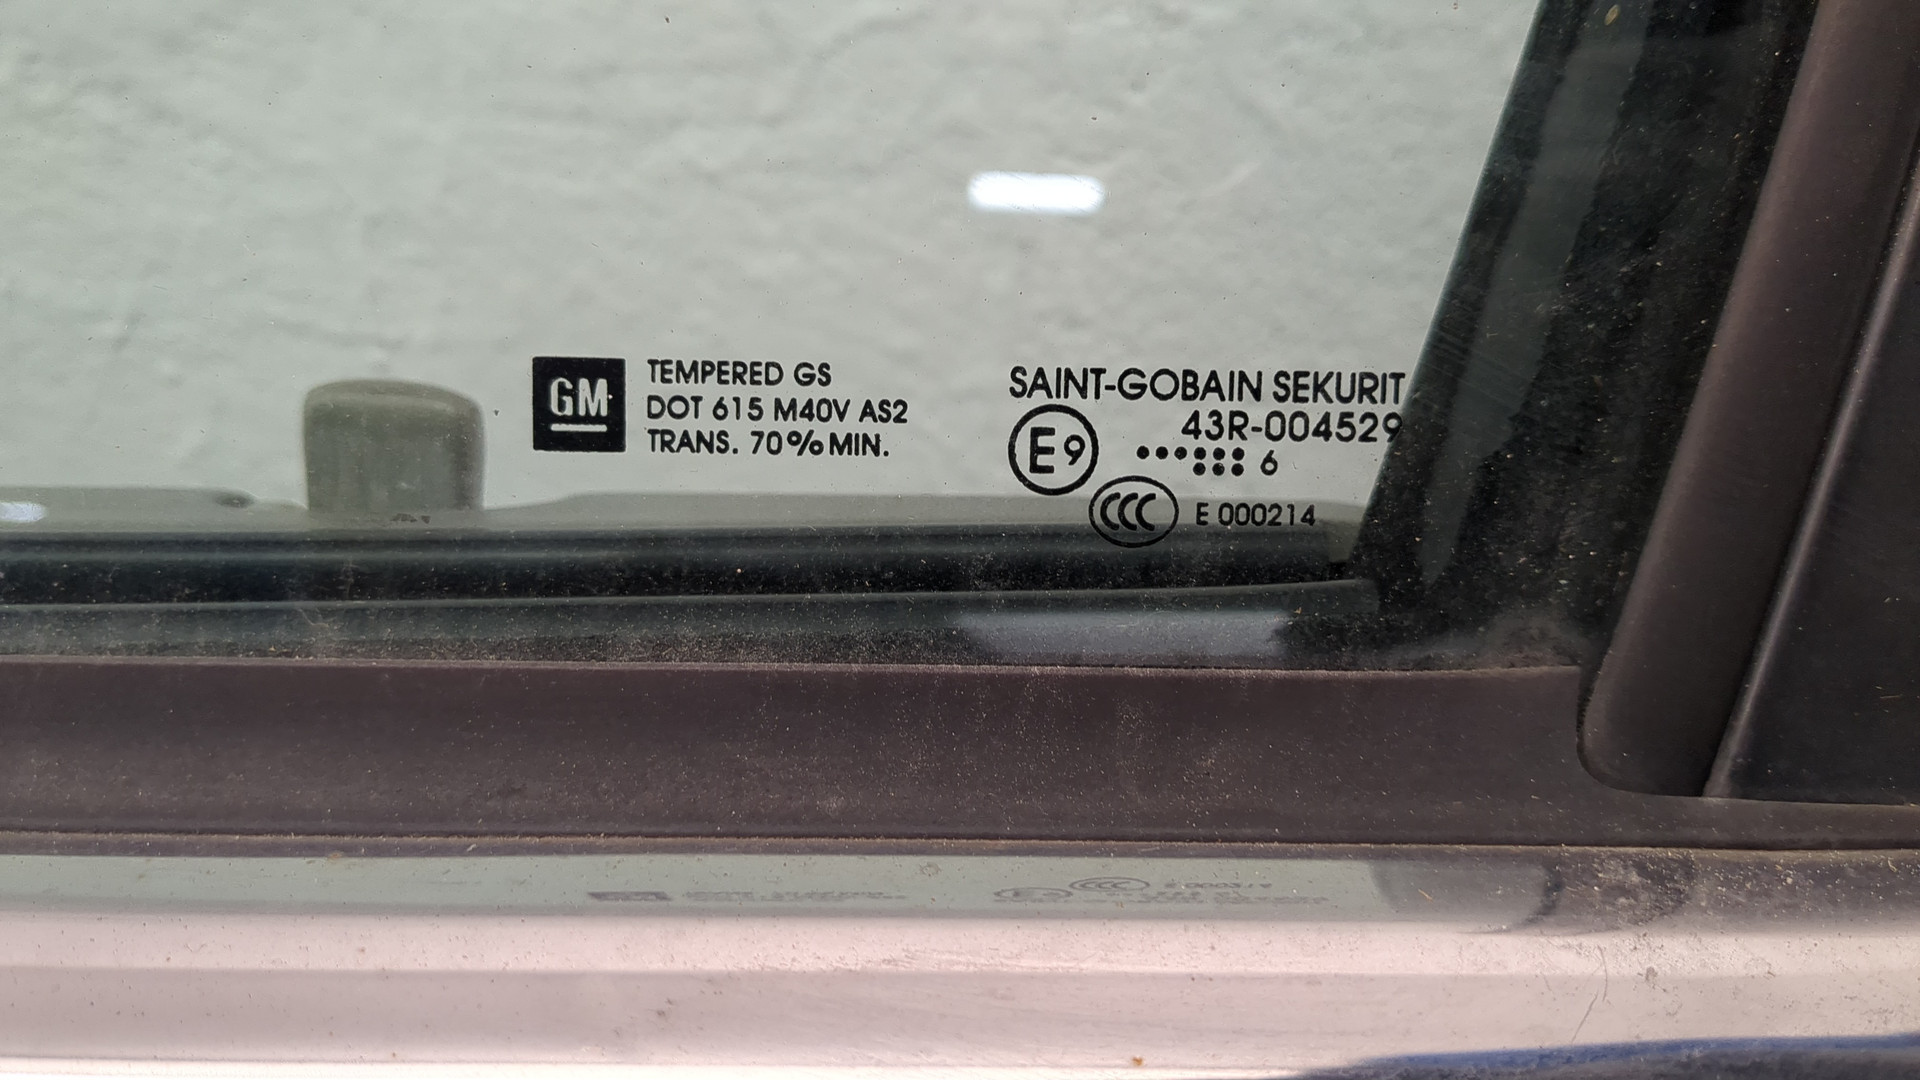 GM
TEMPERED GS
DOT 615 M40V AS2
TRANS. 70% MIN.
SAINT-GOBAIN SEKURIT
43R-004529
E9
6
CCC E 000214